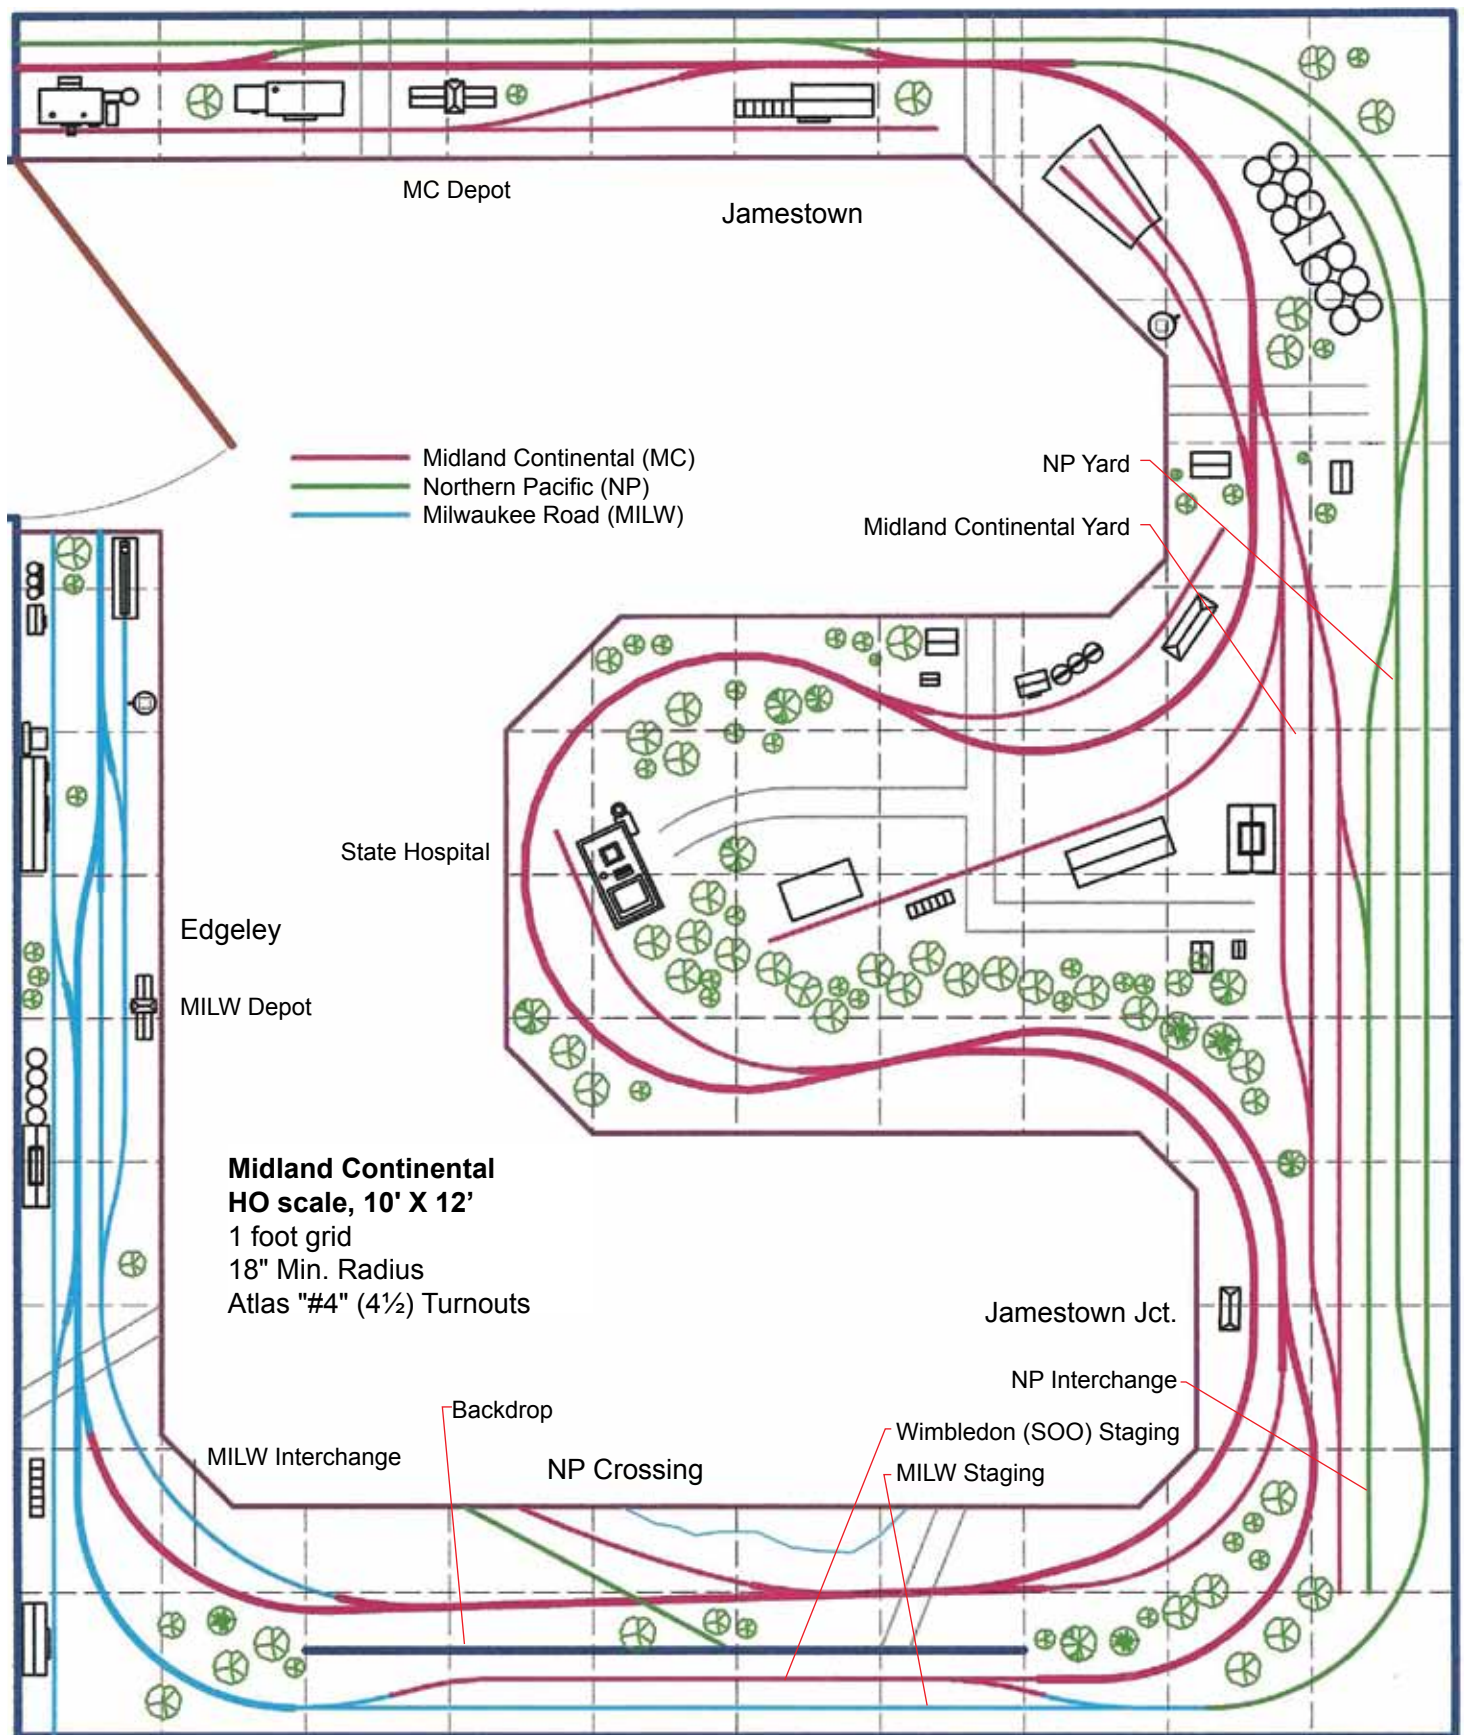 MC Depot
Jamestown
Midland Continental (MC)
Northern Pacific (NP)
Milwaukee Road (MILW)
NP Yard
Midland Continental Yard
State Hospital
Edgeley
MILW Depot
Midland Continental
HO scale, 10' X 12’
1 foot grid
18" Min. Radius
Atlas "#4" (4½) Turnouts
Jamestown Jct.
NP Interchange
Backdrop
Wimbledon (SOO) Staging
MILW Interchange
NP Crossing
MILW Staging